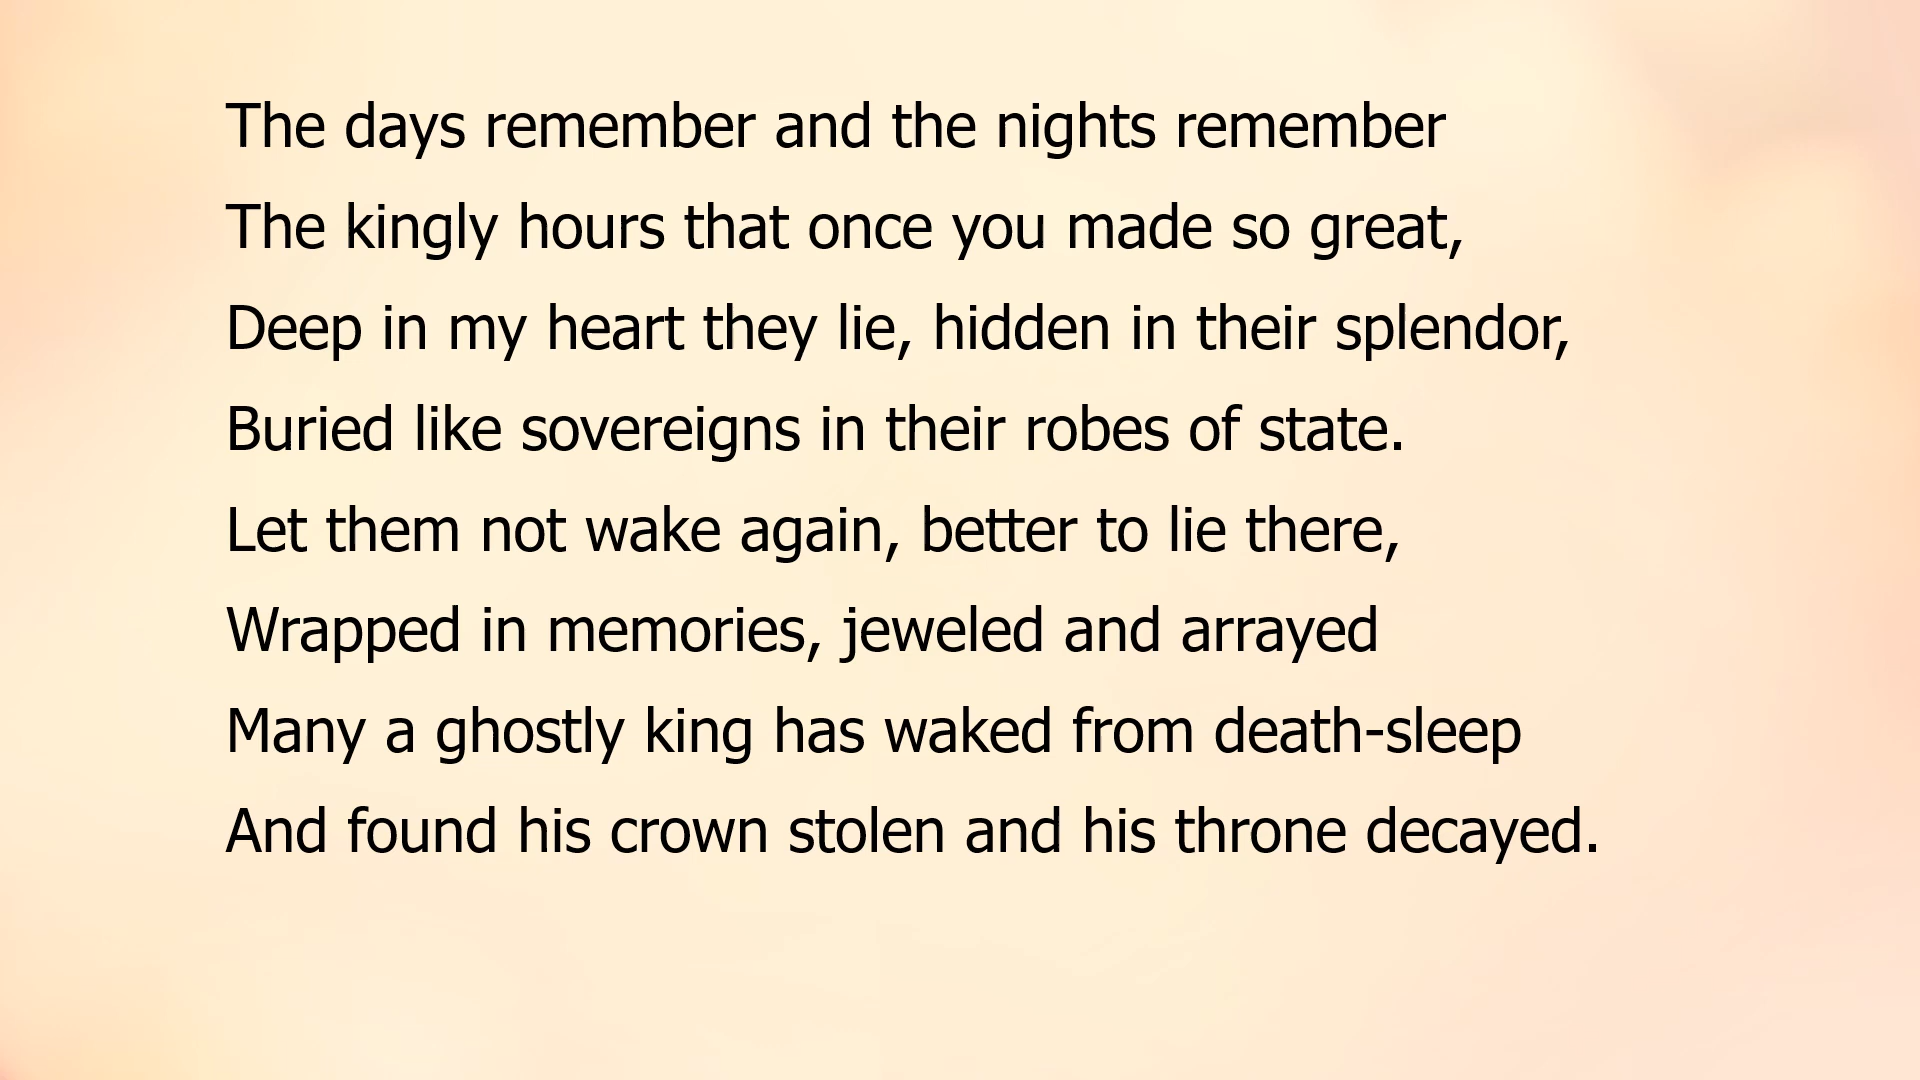 The days remember and the nights remember
The kingly hours that once you made so great,
Deep in my heart they lie, hidden in their splendor,
Buried like sovereigns in their robes of state.
Let them not wake again, better to lie there,
Wrapped in memories, jeweled and arrayed
Many a ghostly king has waked from death-sleep
And found his crown stolen and his throne decayed.